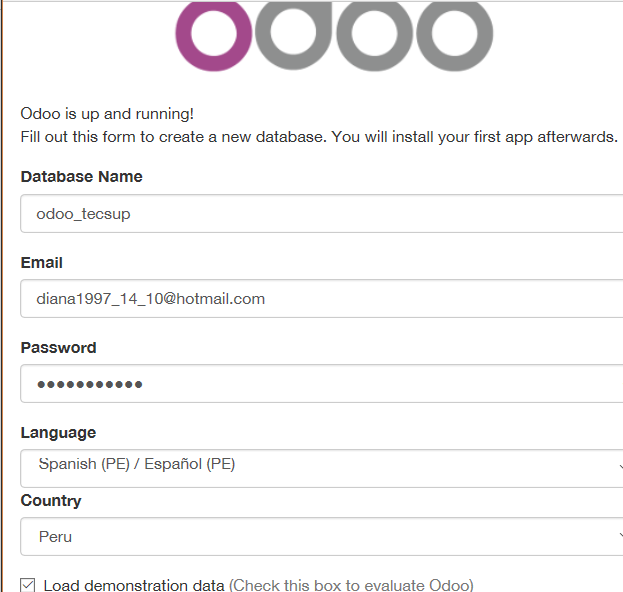 odoo
Odoo is up and running!
Fill out this form to create a new database. You will install your first app afterwards.
Database Name
odoo_tecsup
Email
diana1997_14_10@hotmail.com
Password
●●●●●●●●●●●
Language
Spanish (PE) / Español (PE)
Country
Peru
Load demonstration data (Check this box to evaluate Odoo)